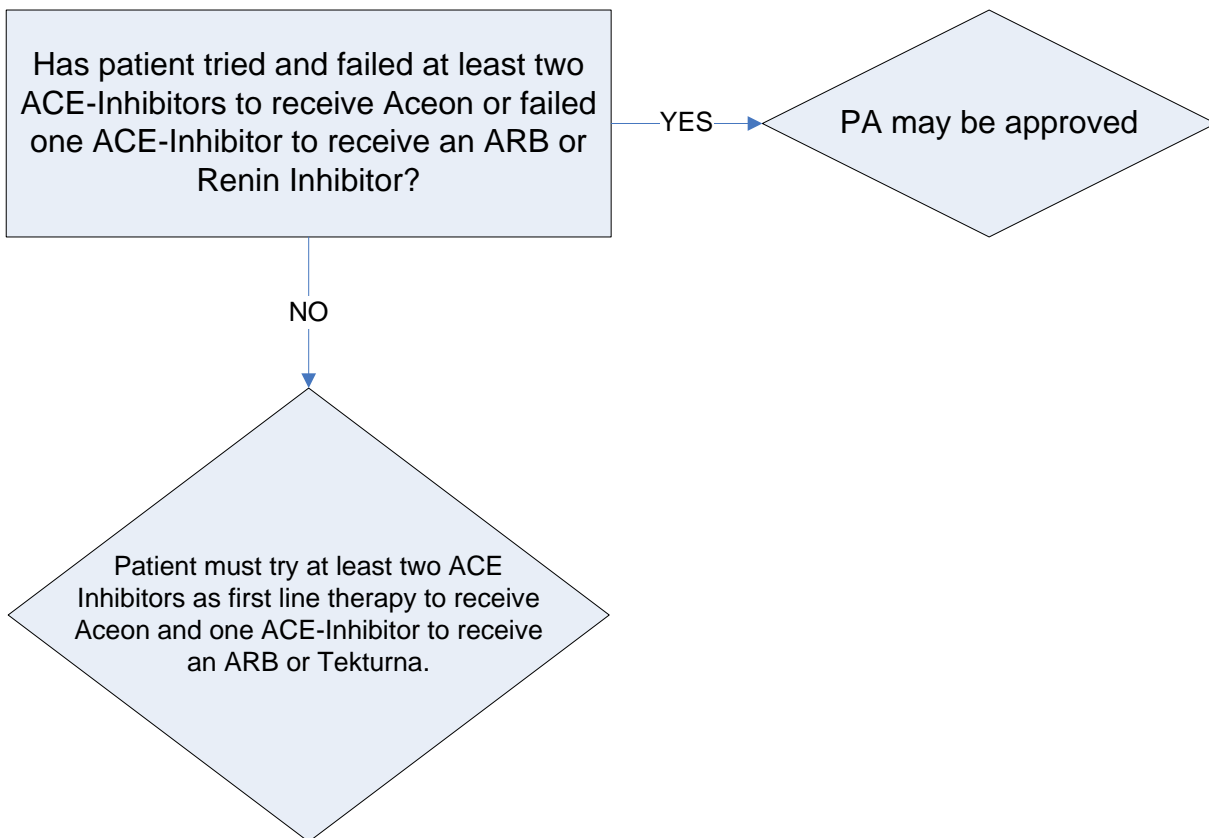 Has patient tried and failed at least two
ACE-Inhibitors to receive Aceon or failed
one ACE-Inhibitor to receive an ARB or
Renin Inhibitor?
YES
PA may be approved
NO
Patient must try at least two ACE
Inhibitors as first line therapy to receive
Aceon and one ACE-Inhibitor to receive
an ARB or Tekturna.